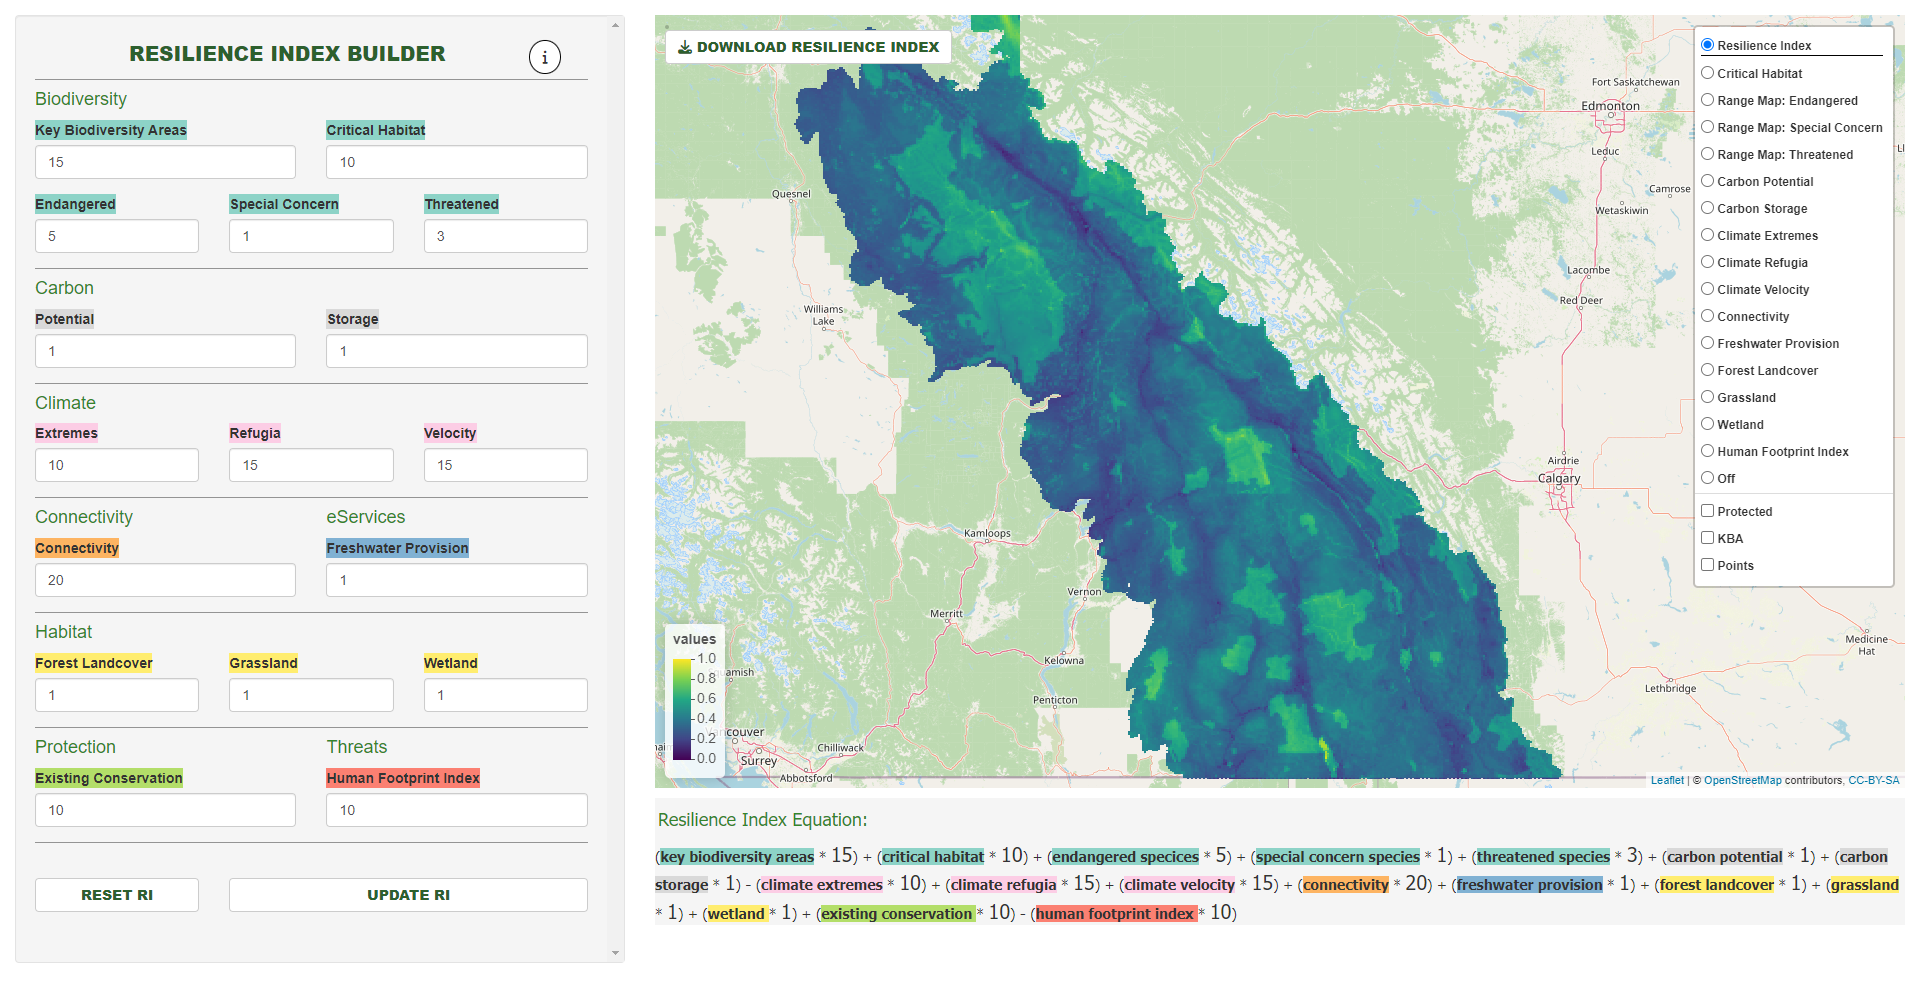 RESILIENCE INDEX BUILDER
i
Biodiversity
Key Biodiversity Areas
Critical Habitat
15
10
Endangered
Special Concern
Threatened
5
1
3
Carbon
Potential
Storage
1
1
Climate
Extremes
Refugia
Velocity
10
15
15
Connectivity
eServices
Connectivity
Freshwater Provision
20
1
Habitat
Forest Landcover
Grassland
Wetland
1
1
1
Protection
Threats
Existing Conservation
Human Footprint Index
10
10
RESET RI
UPDATE RI
DOWNLOAD RESILIENCE INDEX
Fort Saskatchewan
Edmonton
Leduc
Camrose
Wetaskiwin
Quesnel
Lacombe
Red Deer
Williams
Lake
Airdrie
Calgary
Kamloops
Vernon
Merritt
Medicine
Hat
Kelowna
Lethbridge
Penticton
amish
ncouver
Chilliwack
Surrey
Abbotsford
values
1.0
0.8
0.6
0.4
0.2
0.0
Resilience Index
Critical Habitat
Range Map: Endangered
Range Map: Special Concern
Range Map: Threatened
Carbon Potential
Carbon Storage
Climate Extremes
Climate Refugia
Climate Velocity
Connectivity
Freshwater Provision
Forest Landcover
Grassland
Wetland
Human Footprint Index
Off
Protected
KBA
Points
Leaflet | © OpenStreetMap contributors, CC-BY-SA
Resilience Index Equation:
(key biodiversity areas * 15) + (critical habitat * 10) + (endangered specices * 5) + (special concern species * 1) + (threatened species * 3) + (carbon potential * 1) + (carbon
storage * 1) - (climate extremes * 10) + (climate refugia * 15) + (climate velocity * 15) + (connectivity * 20) + (freshwater provision * 1) + (forest landcover * 1) + (grassland
* 1) + (wetland * 1) + (existing conservation * 10) - (human footprint index * 10)